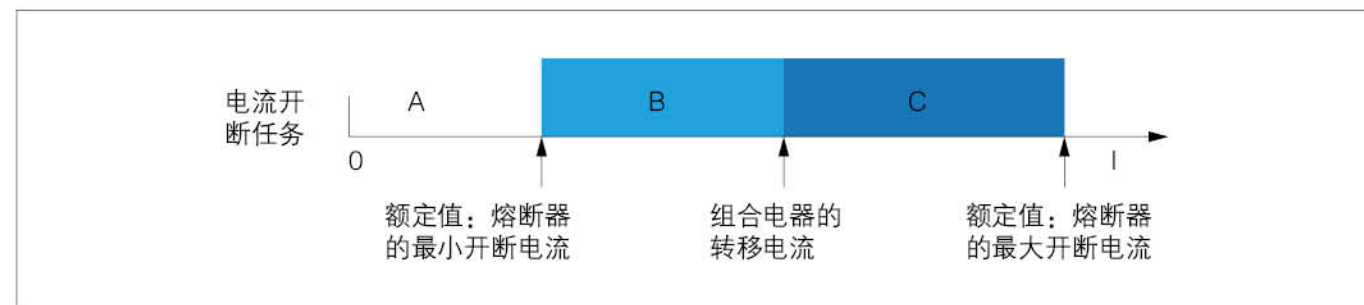 电流开
断任务
A
B
C
0
I
额定值：熔断器
的最小开断电流
组合电器的
转移电流
额定值：熔断器
的最大开断电流